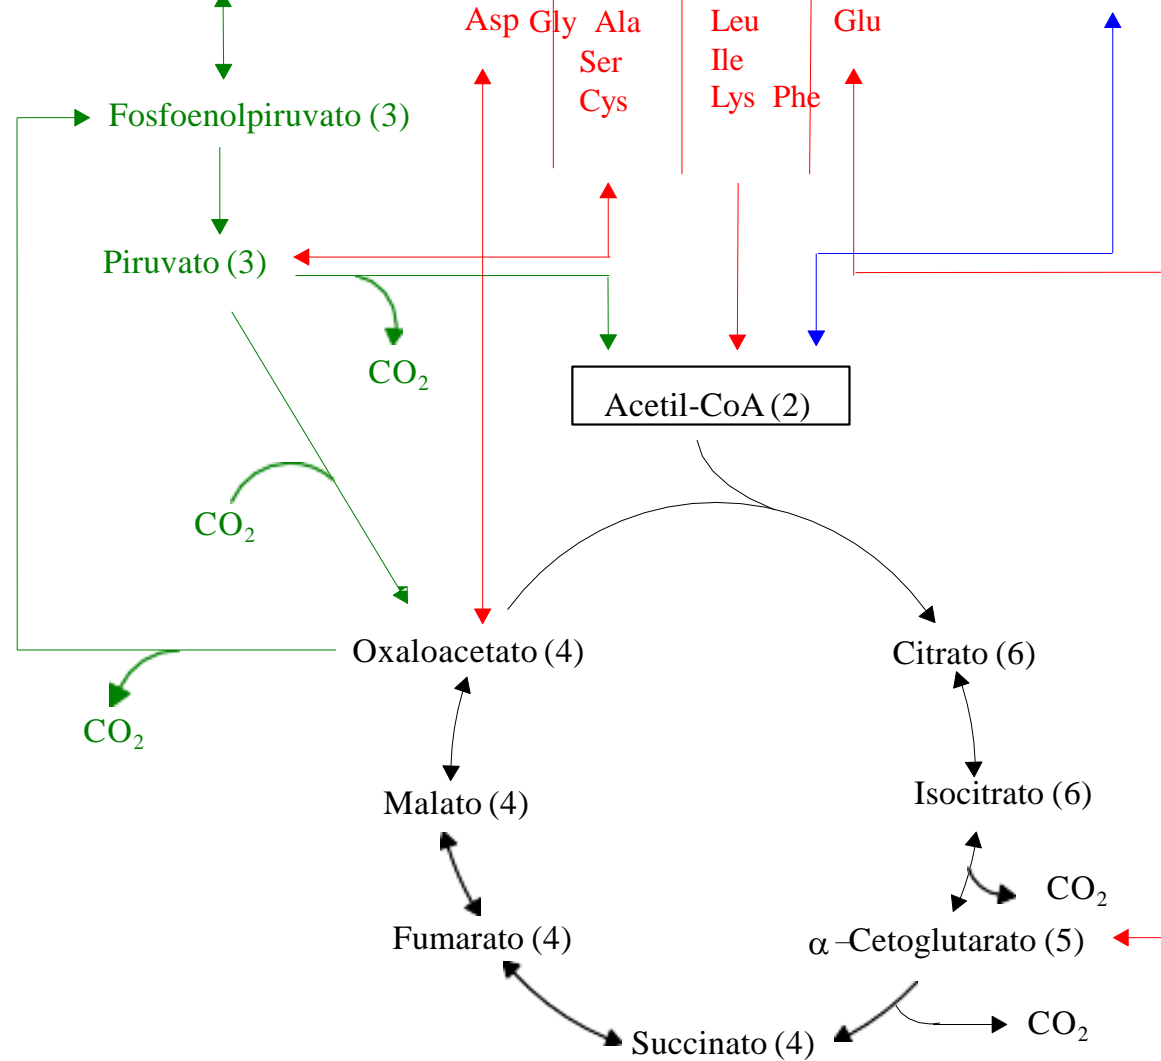 Asp Gly Ala Leu Glu
Ser Ile
Cys Lys Phe
Fosfoenolpiruvato (3)
Piruvato (3)
CO₂
Acetil-CoA (2)
CO₂
Oxaloacetato (4) Citrato (6)
CO₂
Malato (4) Isocitrato (6)
CO₂
Fumarato (4) α–Cetoglutarato (5)
CO₂
Succinato (4)